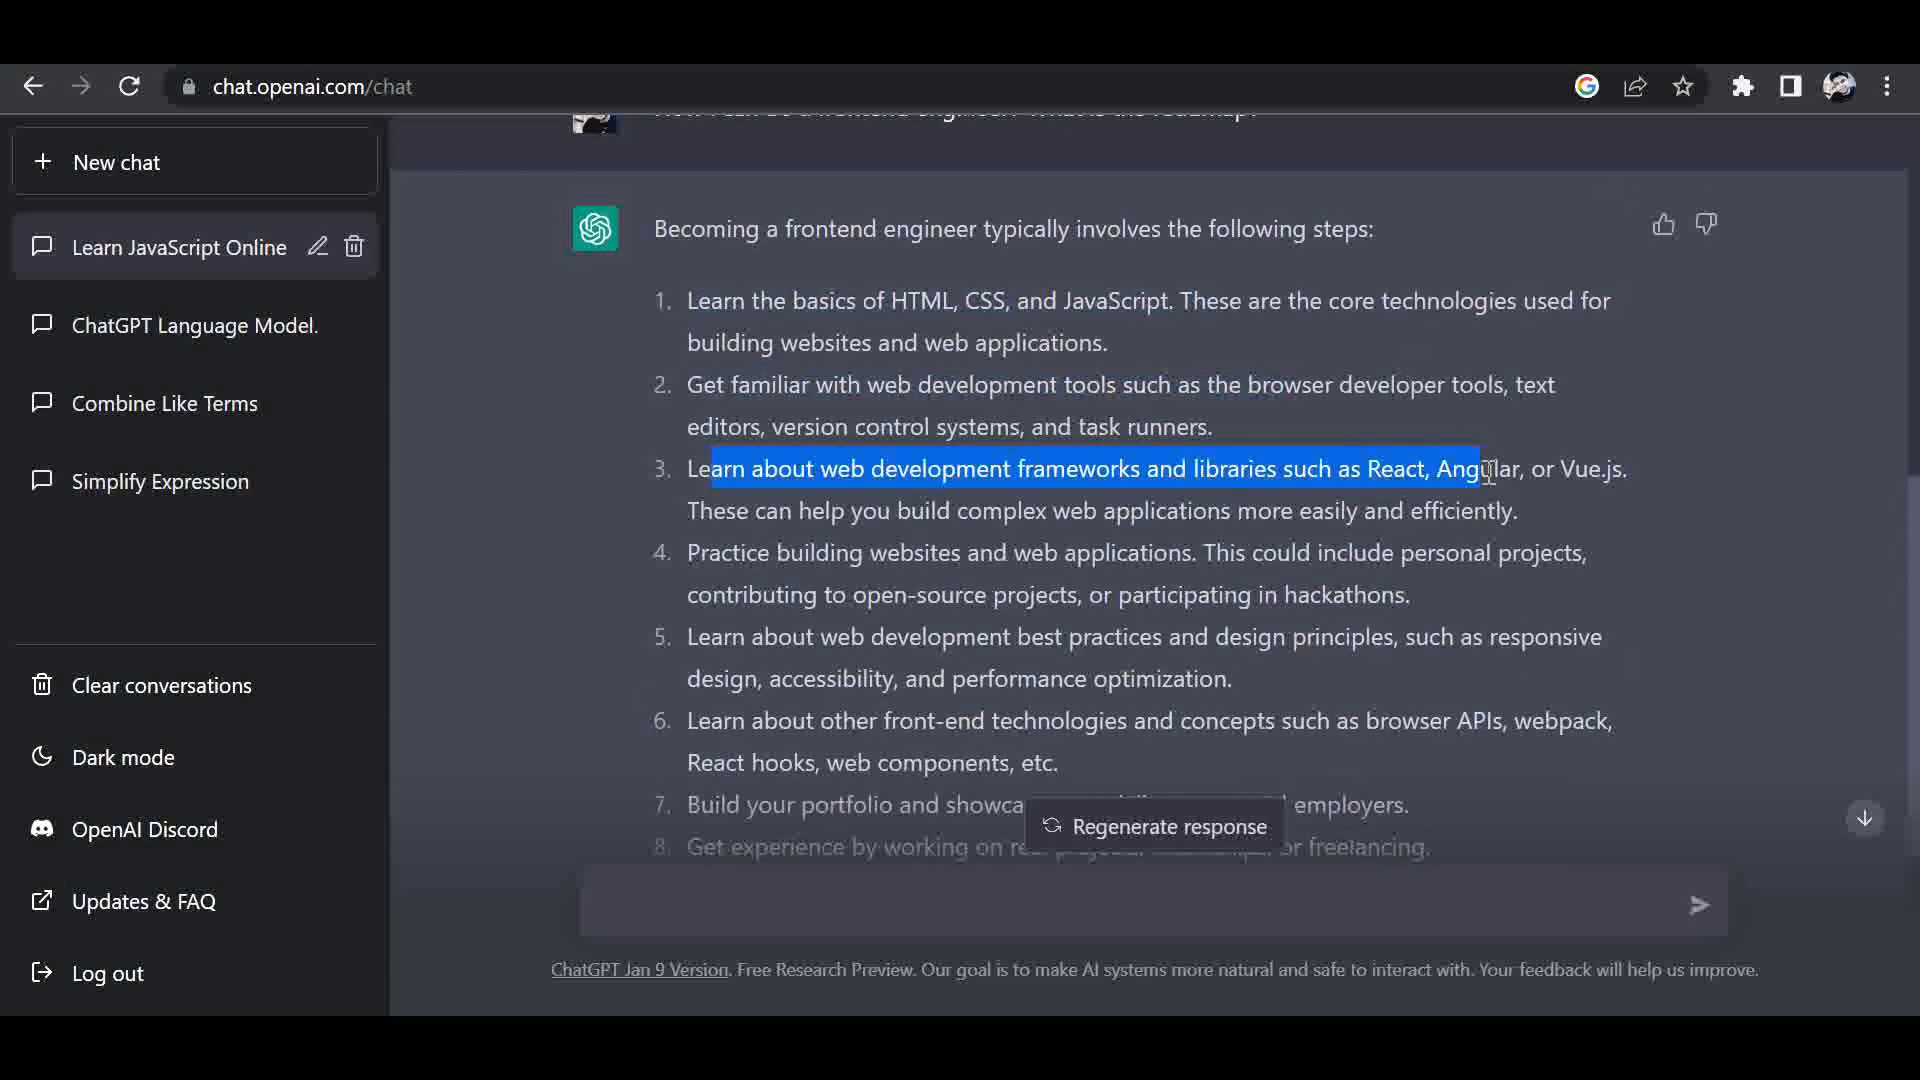 chat.openai.com/chat
New chat
Learn JavaScript Online
ChatGPT Language Model.
Combine Like Terms
Simplify Expression
Clear conversations
Dark mode
OpenAI Discord
Updates & FAQ
Log out
Becoming a frontend engineer typically involves the following steps:
1. Learn the basics of HTML, CSS, and JavaScript. These are the core technologies used for
building websites and web applications.
2. Get familiar with web development tools such as the browser developer tools, text
editors, version control systems, and task runners.
3. Learn about web development frameworks and libraries such as React, Angular, or Vue.js.
These can help you build complex web applications more easily and efficiently.
4. Practice building websites and web applications. This could include personal projects,
contributing to open-source projects, or participating in hackathons.
5. Learn about web development best practices and design principles, such as responsive
design, accessibility, and performance optimization.
6. Learn about other front-end technologies and concepts such as browser APIs, webpack,
React hooks, web components, etc.
7. Build your portfolio and employers.
8. Get experience by working on or freelancing.
Regenerate response
ChatGPT Jan 9 Version. Free Research Preview. Our goal is to make AI systems more natural and safe to interact with. Your feedback will help us improve.